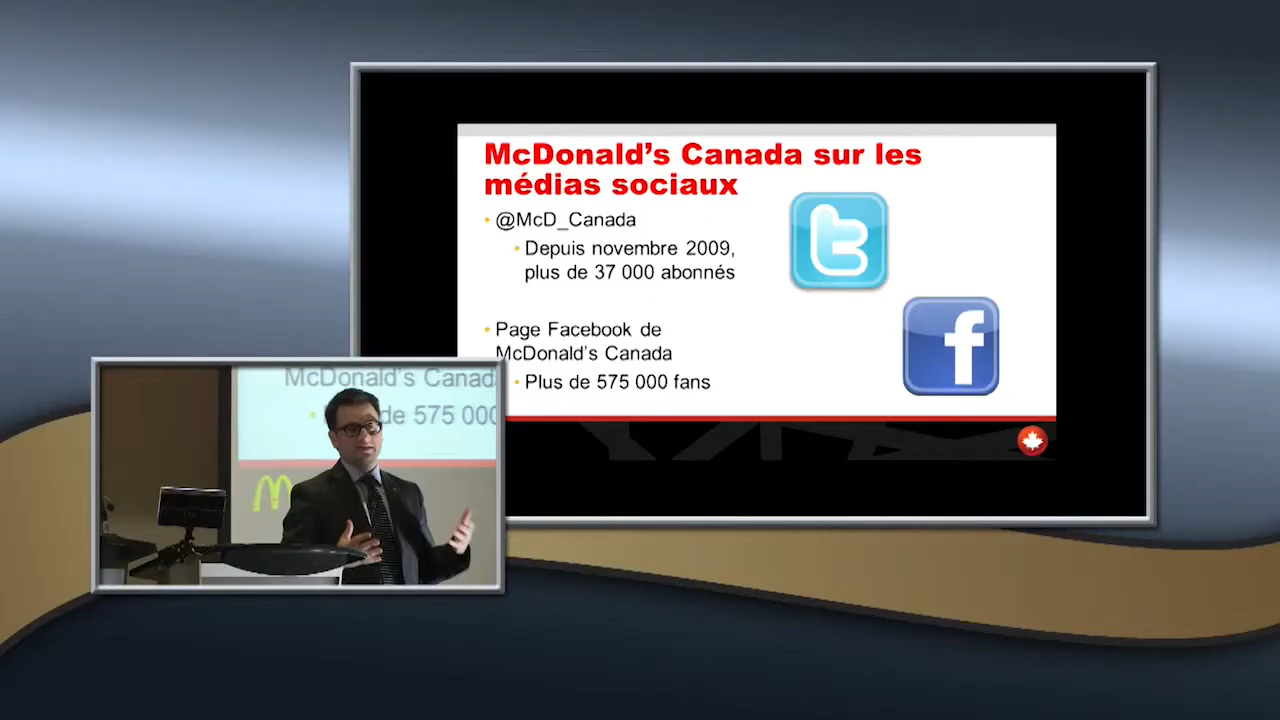 McDonald's Canada sur les
médias sociaux
• @McD_Canada
• Depuis novembre 2009,
plus de 37 000 abonnés
• Page Facebook de
McDonald's Canada
• Plus de 575 000 fans
McDonald's Canada
de 575 000